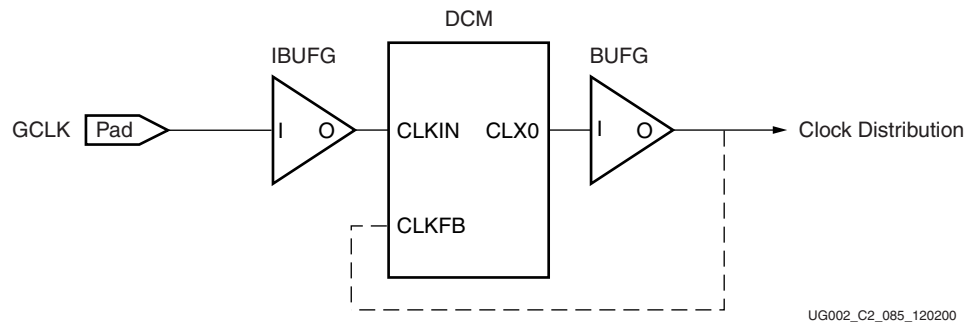 DCM
IBUFG
BUFG
GCLK Pad I O CLKIN CLX0 I O Clock Distribution
CLKFB
UG002_C2_085_120200